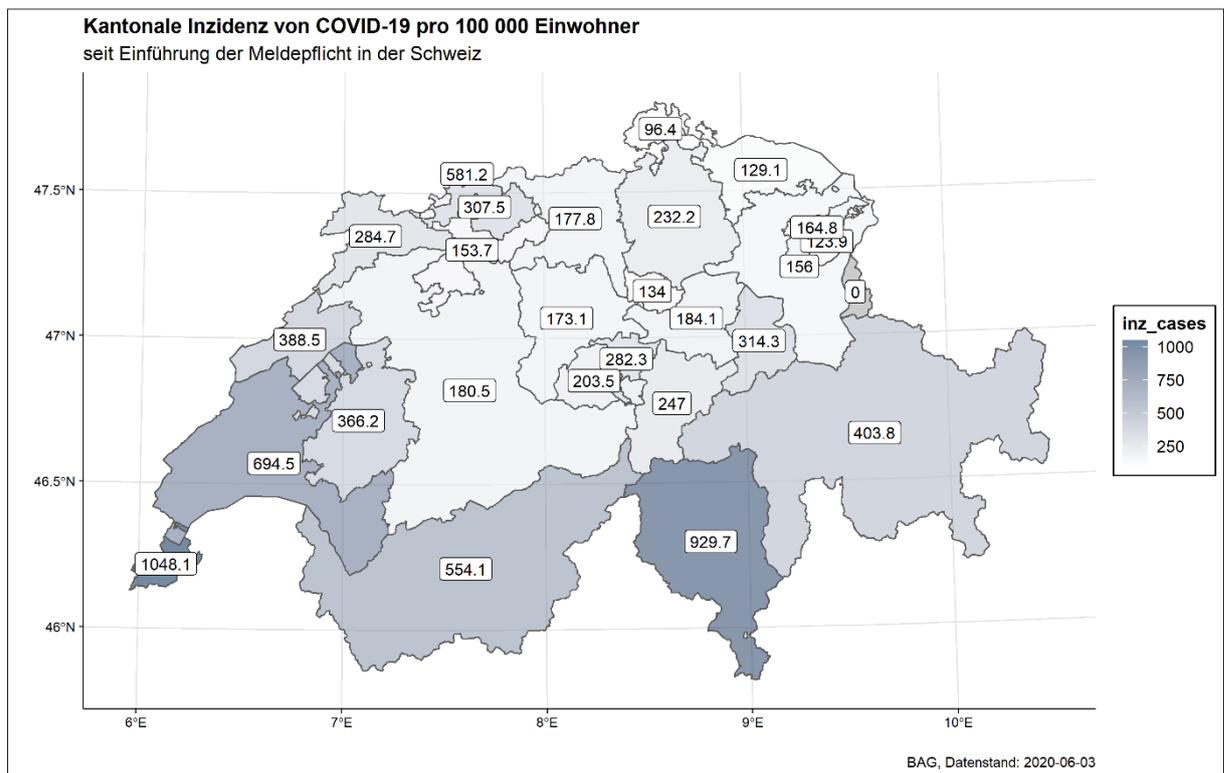 Kantonale Inzidenz von COVID-19 pro 100 000 Einwohner
seit Einführung der Meldepflicht in der Schweiz
96.4
129.1
581.2
307.5
177.8
232.2
164.8
123.9
284.7
153.7
156
134
0
173.1
184.1
388.5
314.3
282.3
203.5
180.5
247
366.2
403.8
694.5
929.7
1048.1
554.1
47.5°N
47°N
46.5°N
46°N
6°E
7°E
8°E
9°E
10°E
inz_cases
1000
750
500
250
BAG, Datenstand: 2020-06-03